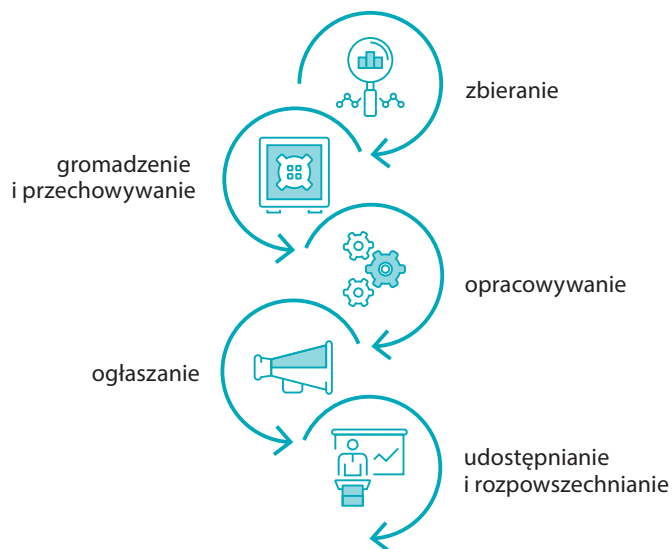 zbieranie
gromadzenie
i przechowywanie
opracowywanie
ogłaszanie
udostępnianie
i rozpowszechnianie